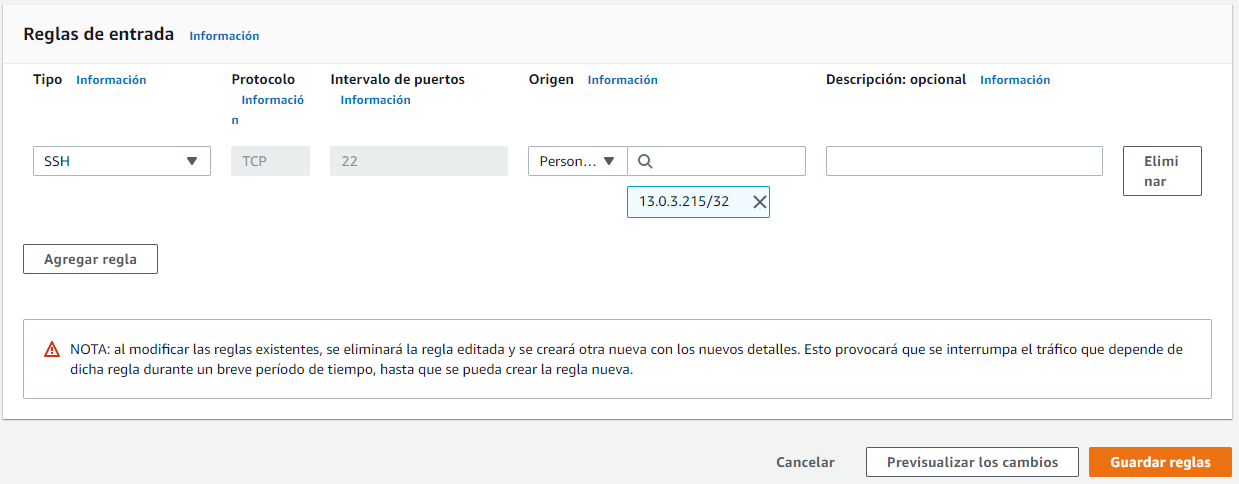 Reglas de entrada Información
Tipo Información
Protocolo
Informació
n
Intervalo de puertos
Información
Origen Información
Descripción: opcional Información
SSH
TCP
22
Person...
13.0.3.215/32
Elimi
nar
Agregar regla
NOTA: al modificar las reglas existentes, se eliminará la regla editada y se creará otra nueva con los nuevos detalles. Esto provocará que se interrumpa el tráfico que depende de
dicha regla durante un breve período de tiempo, hasta que se pueda crear la regla nueva.
Cancelar
Previsualizar los cambios
Guardar reglas